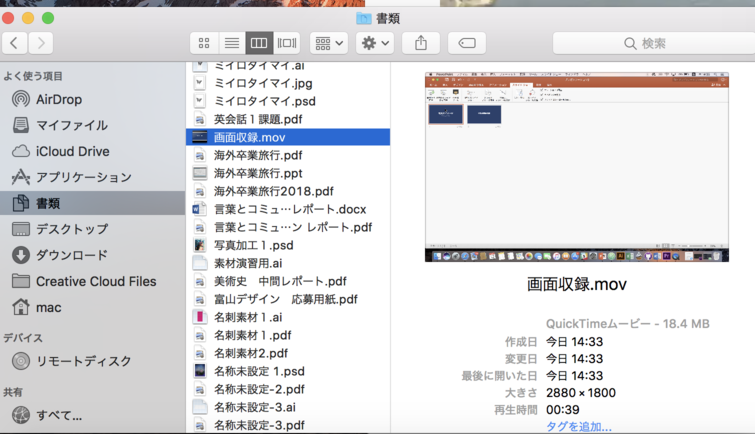 書類
検索
よく使う項目
AirDrop
マイファイル
iCloud Drive
アプリケーション
書類
デスクトップ
ダウンロード
Creative Cloud Files
mac
デバイス
リモートディスク
共有
すべて...
ミイロタイマイ.ai
ミイロタイマイ.jpg
ミイロタイマイ.psd
英会話1課題.pdf
画面収録.mov
海外卒業旅行.pdf
海外卒業旅行.ppt
海外卒業旅行2018.pdf
言葉とコミュ…レポート.docx
言葉とコミュ…ン レポート.pdf
写真加工1.psd
素材演習用.ai
美術史　中間レポート.pdf
富山デザイン　応募用紙.pdf
名刺素材1.ai
名刺素材1.pdf
名刺素材2.pdf
名称未設定 1.psd
名称未設定-2.pdf
名称未設定-3.ai
名称未設定-3.pdf
画面収録.mov
QuickTimeムービー - 18.4 MB
作成日 今日 14:33
変更日 今日 14:33
最後に開いた日 今日 14:33
大きさ 2880 × 1800
再生時間 00:39
タグを追加...